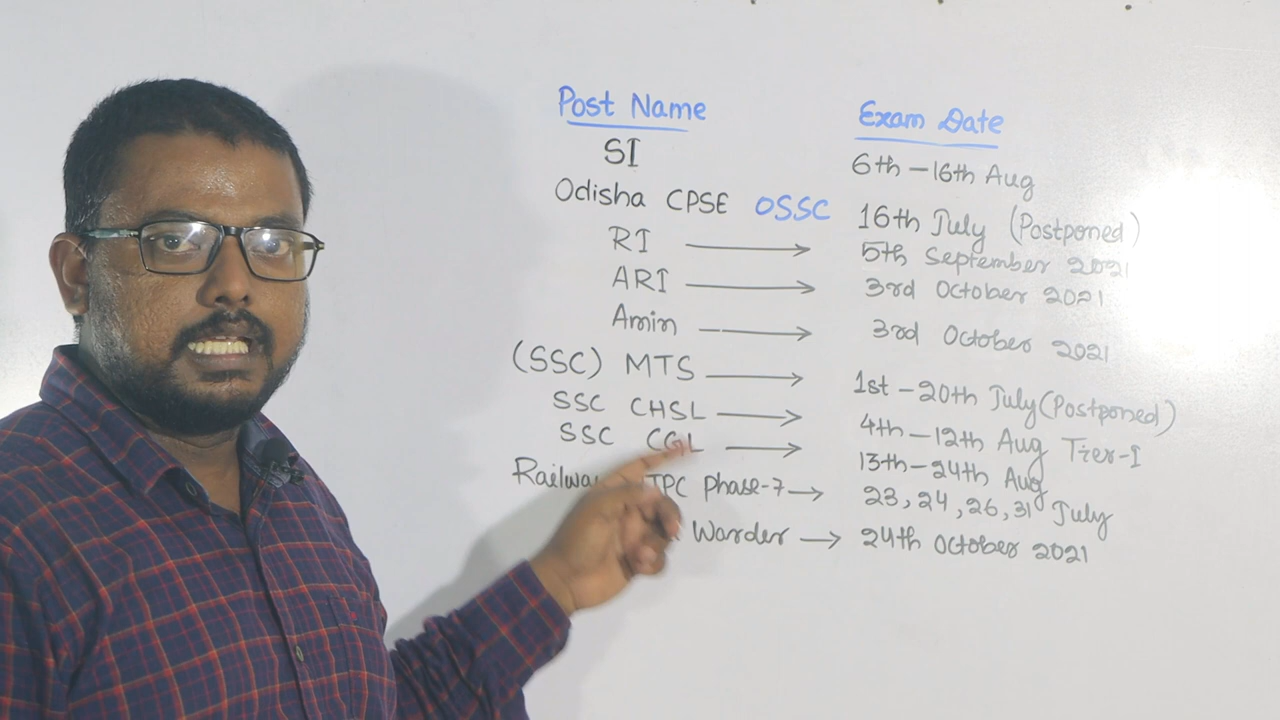 Post Name Exam Date
SI 6th – 16th Aug
Odisha CPSE OSSC 16th July (Postponed)
RI → 5th September 2021
ARI → 3rd October 2021
Amin → 3rd October 2021
(SSC) MTS → 1st – 20th July (Postponed)
SSC CHSL → 4th – 12th Aug Tier-I
SSC CGL → 13th – 24th Aug
Phase-7 → 23, 24, 26, 31 July
Warder → 24th October 2021